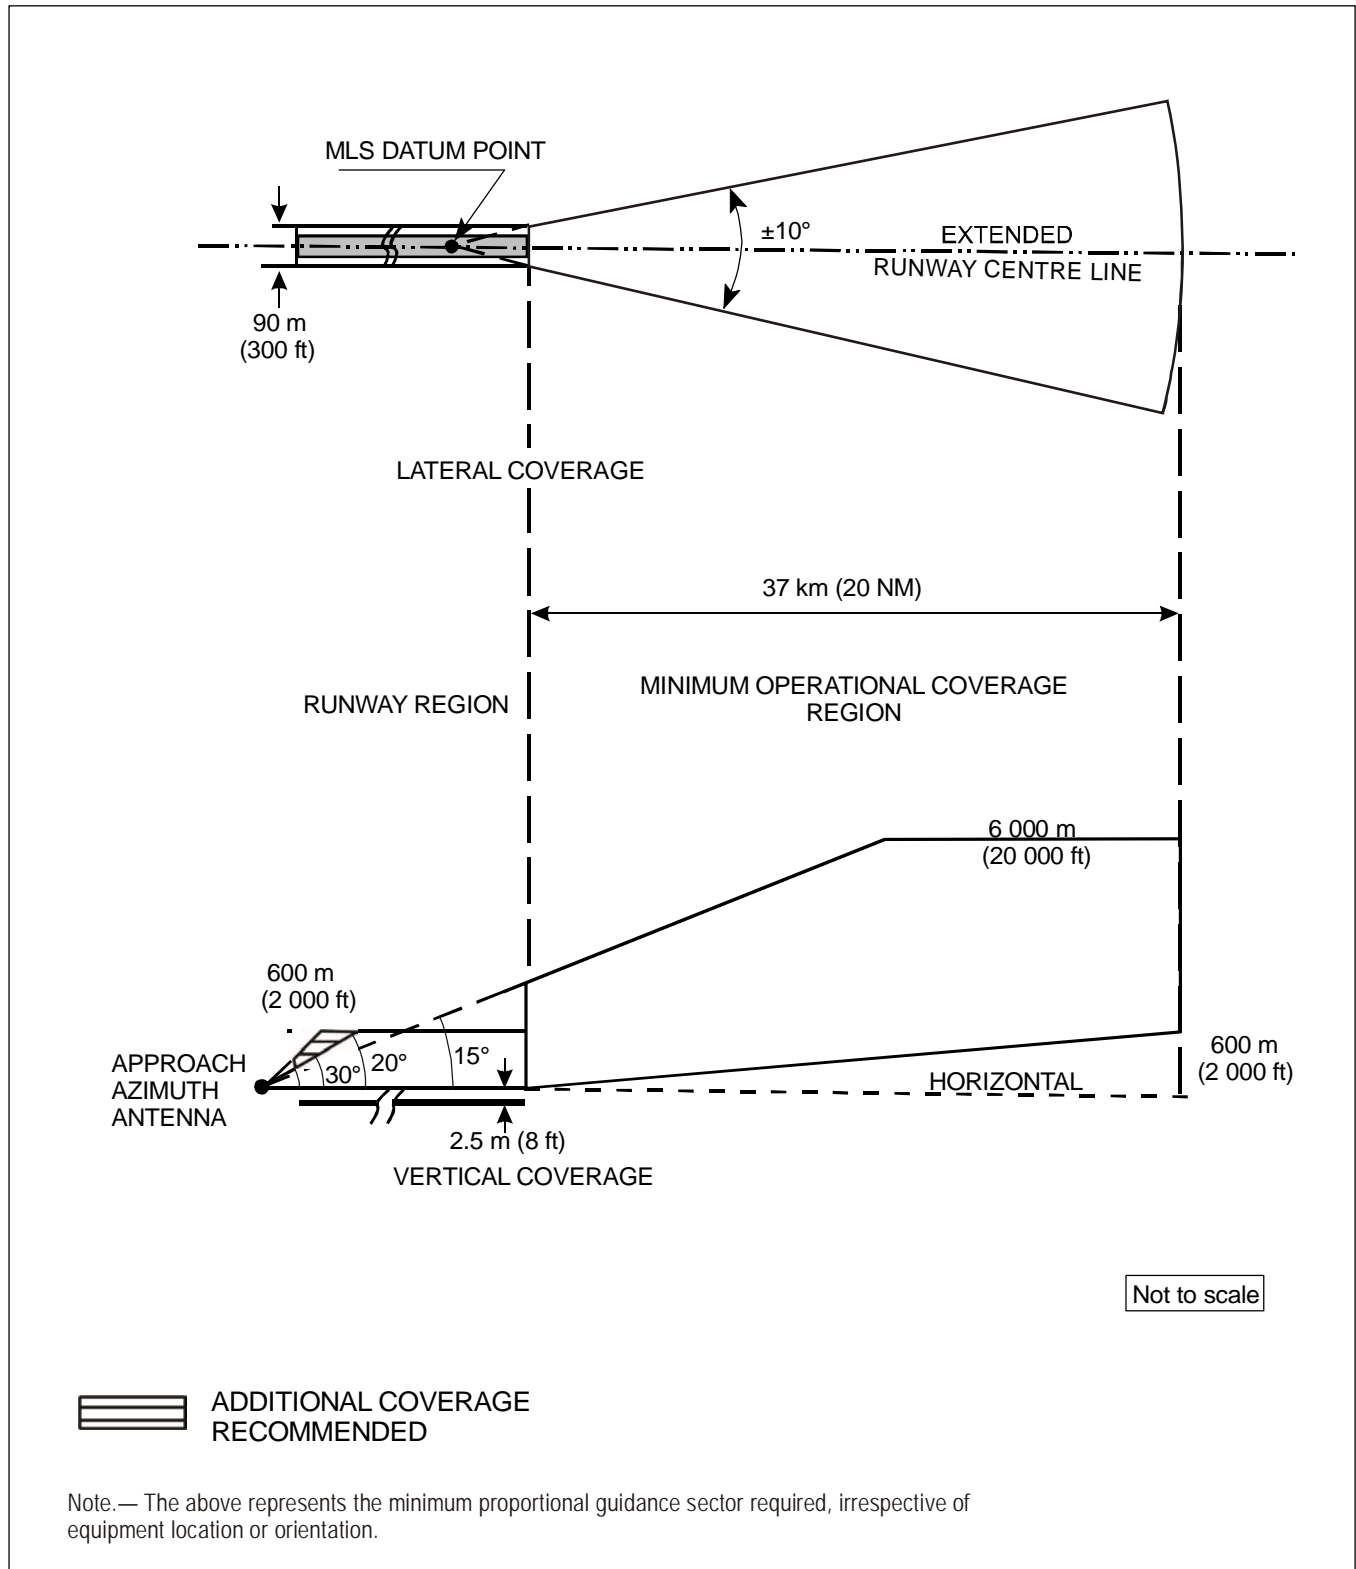 MLS DATUM POINT
±10°
EXTENDED
RUNWAY CENTRE LINE
90 m
(300 ft)
LATERAL COVERAGE
37 km (20 NM)
RUNWAY REGION
MINIMUM OPERATIONAL COVERAGE
REGION
6 000 m
(20 000 ft)
600 m
(2 000 ft)
APPROACH
AZIMUTH
ANTENNA
30°
20°
15°
600 m
(2 000 ft)
HORIZONTAL
2.5 m (8 ft)
VERTICAL COVERAGE
Not to scale
ADDITIONAL COVERAGE
RECOMMENDED
Note.— The above represents the minimum proportional guidance sector required, irrespective of
equipment location or orientation.